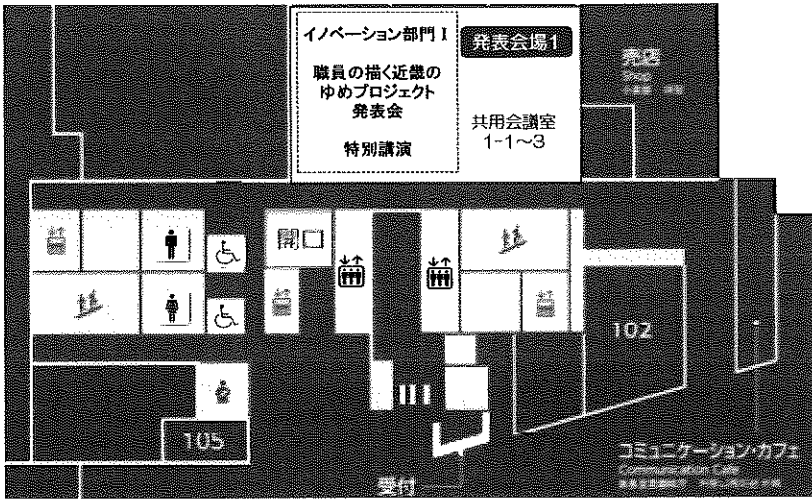 イノベーション部門 I
職員の描く近畿の
ゆめプロジェクト
発表会
特別講演
発表会場1
共用会議室
1-1～3
売店
Shop
102
105
コミュニケーション・カフェ
Communication Cafe
受付